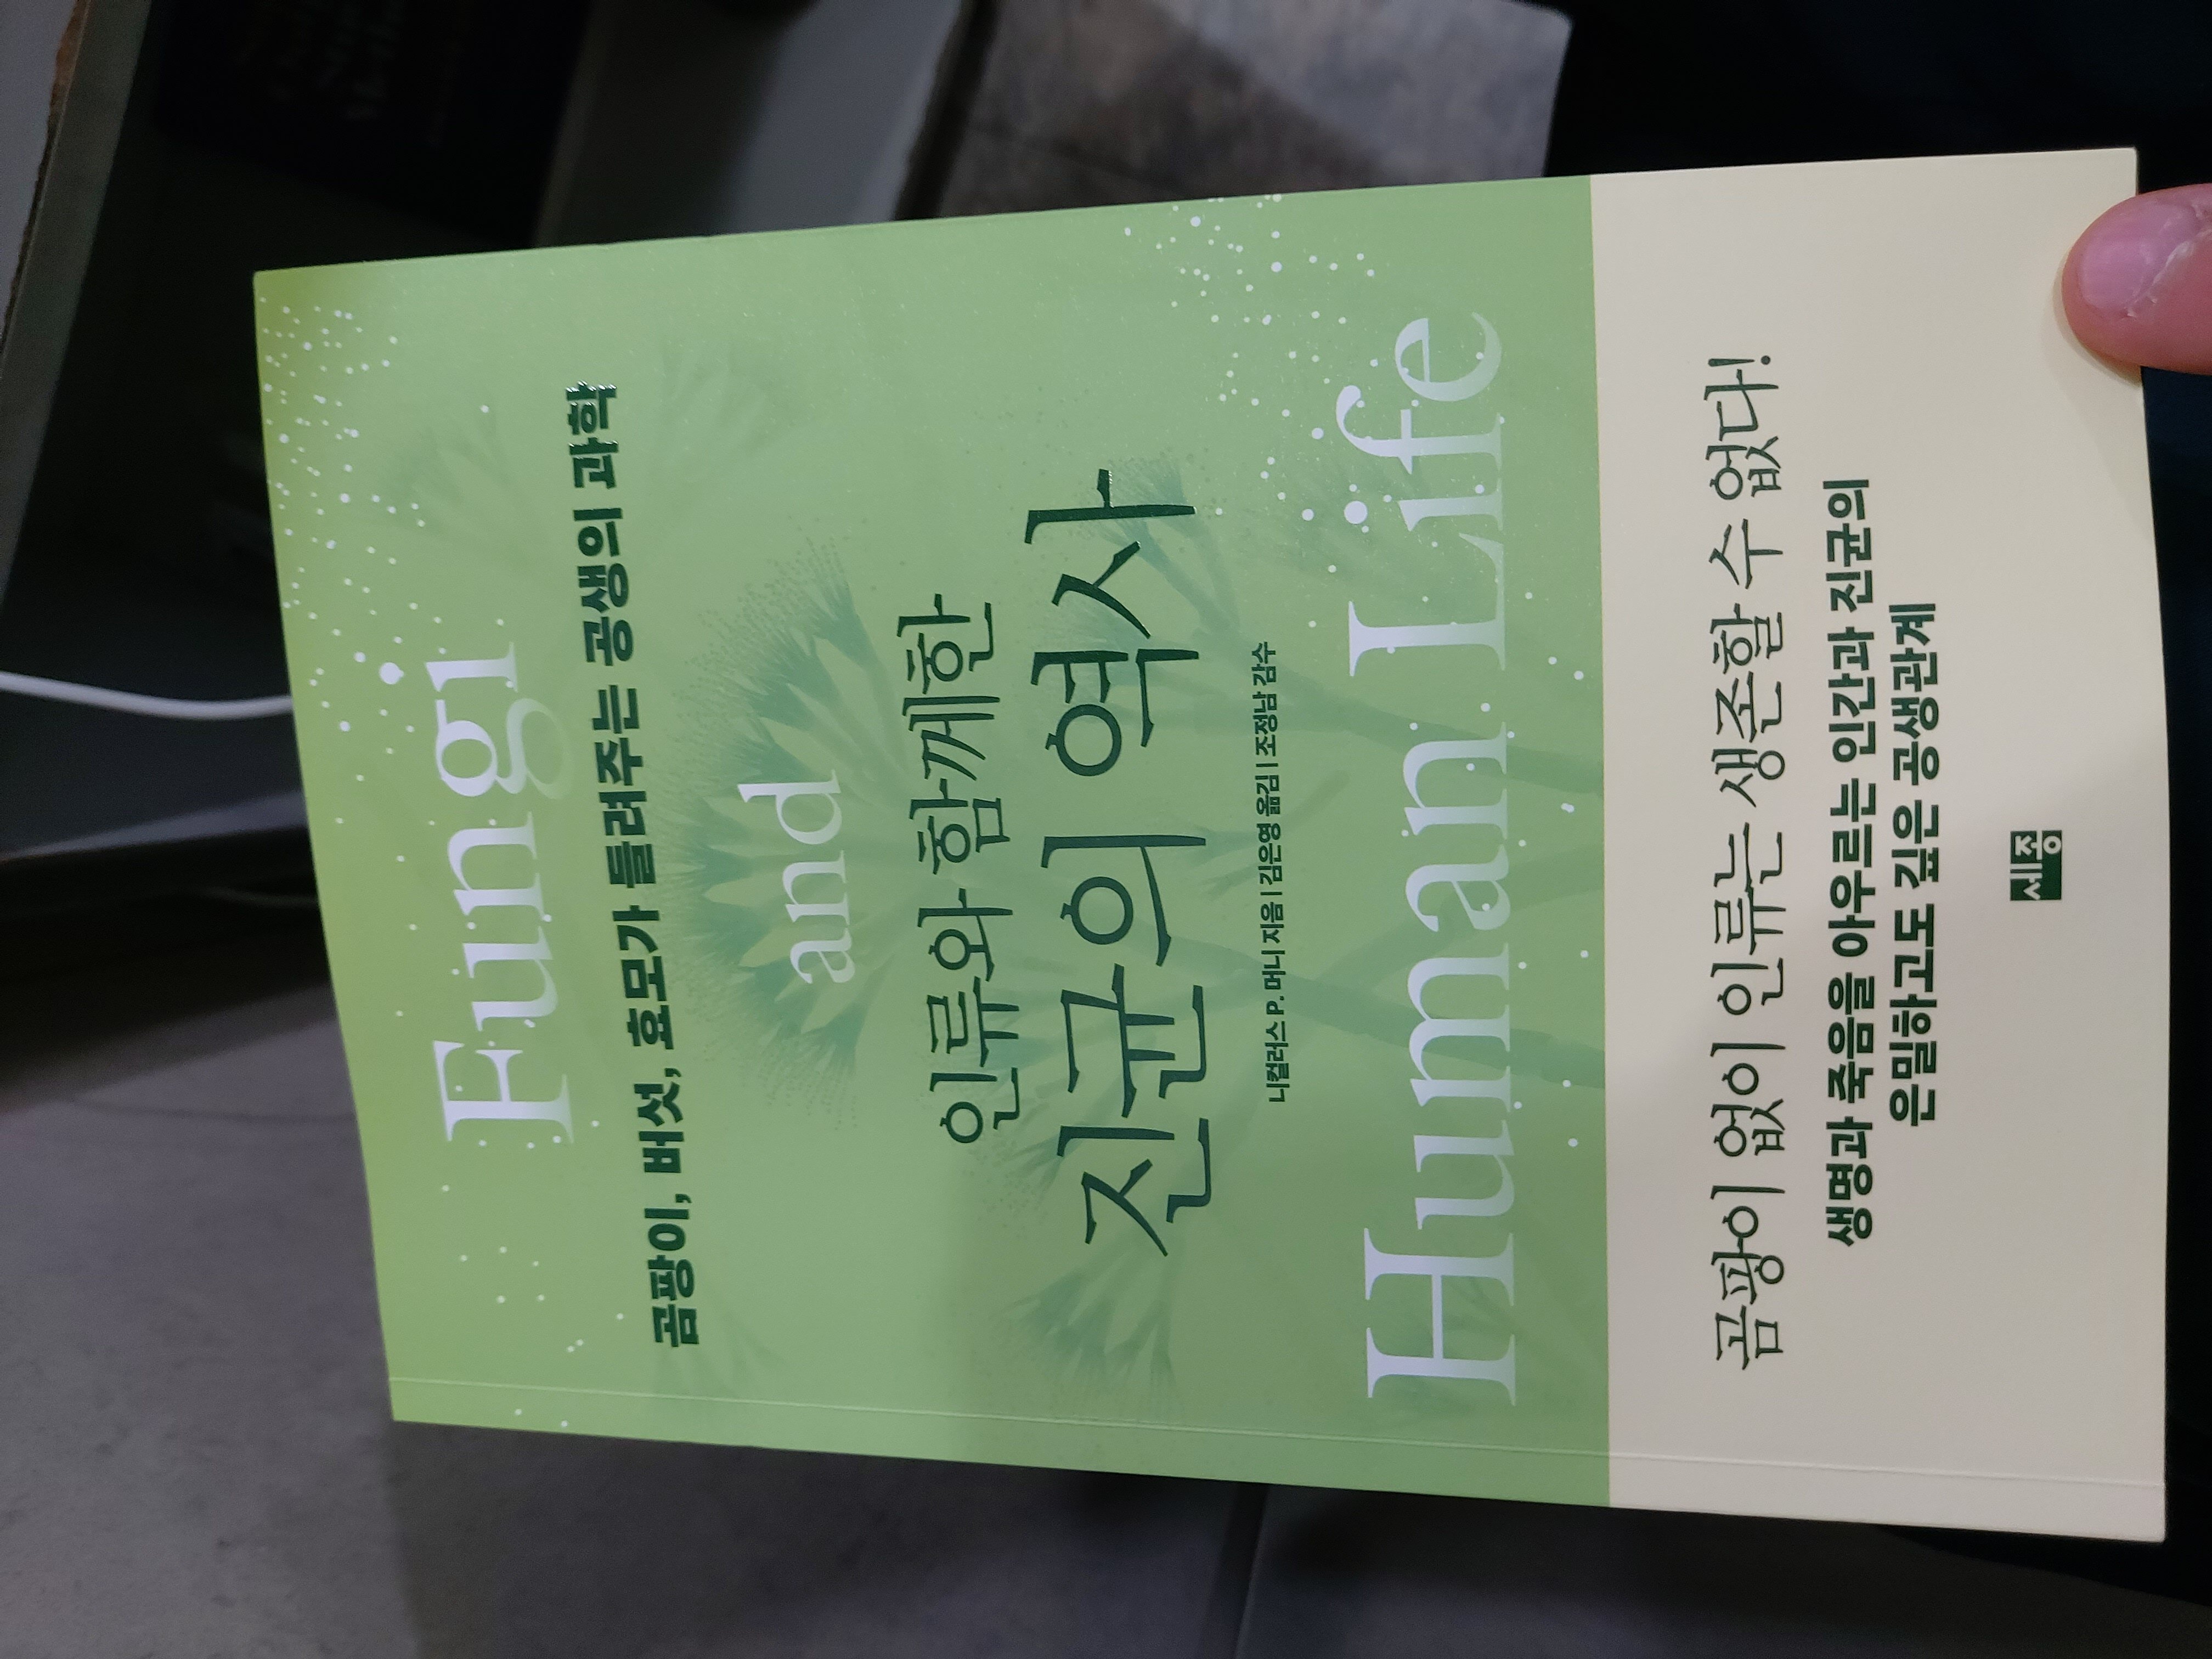 Fungi
곰팡이, 버섯, 효모가 들려주는 공생의 과학
and
인류와 함께한
진균의 역사
니컬러스 P. 머니 지음 | 김은영 옮김 | 조정남 감수
Human Life
곰팡이 없이 인류는 생존할 수 없다!
생명과 죽음을 아우르는 인간과 진균의
은밀하고도 깊은 공생관계
세종